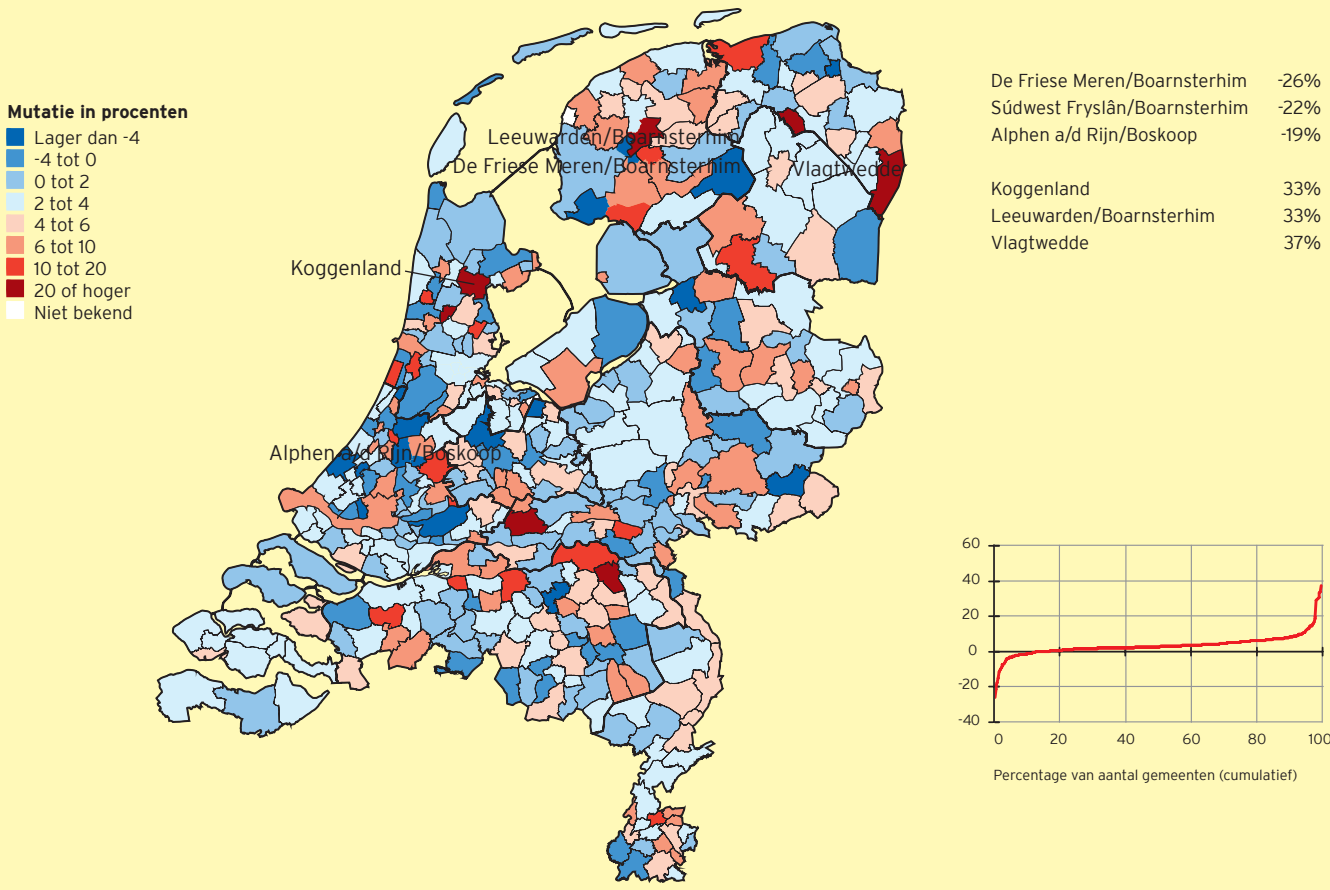 De Friese Meren/Boarnsterhim -26%
Súdwest Fryslân/Boarnsterhim -22%
Alphen a/d Rijn/Boskoop -19%
Koggenland 33%
Leeuwarden/Boarnsterhim 33%
Vlagtwedde 37%
Mutatie in procenten
Lager dan -4
-4 tot 0
0 tot 2
2 tot 4
4 tot 6
6 tot 10
10 tot 20
20 of hoger
Niet bekend
Leeuwarden/Boarnsterhim
De Friese Meren/Boarnsterhim
Vlagtwedde
Koggenland
Alphen a/d Rijn/Boskoop
60
40
20
0
-20
-40
0 20 40 60 80 100
Percentage van aantal gemeenten (cumulatief)